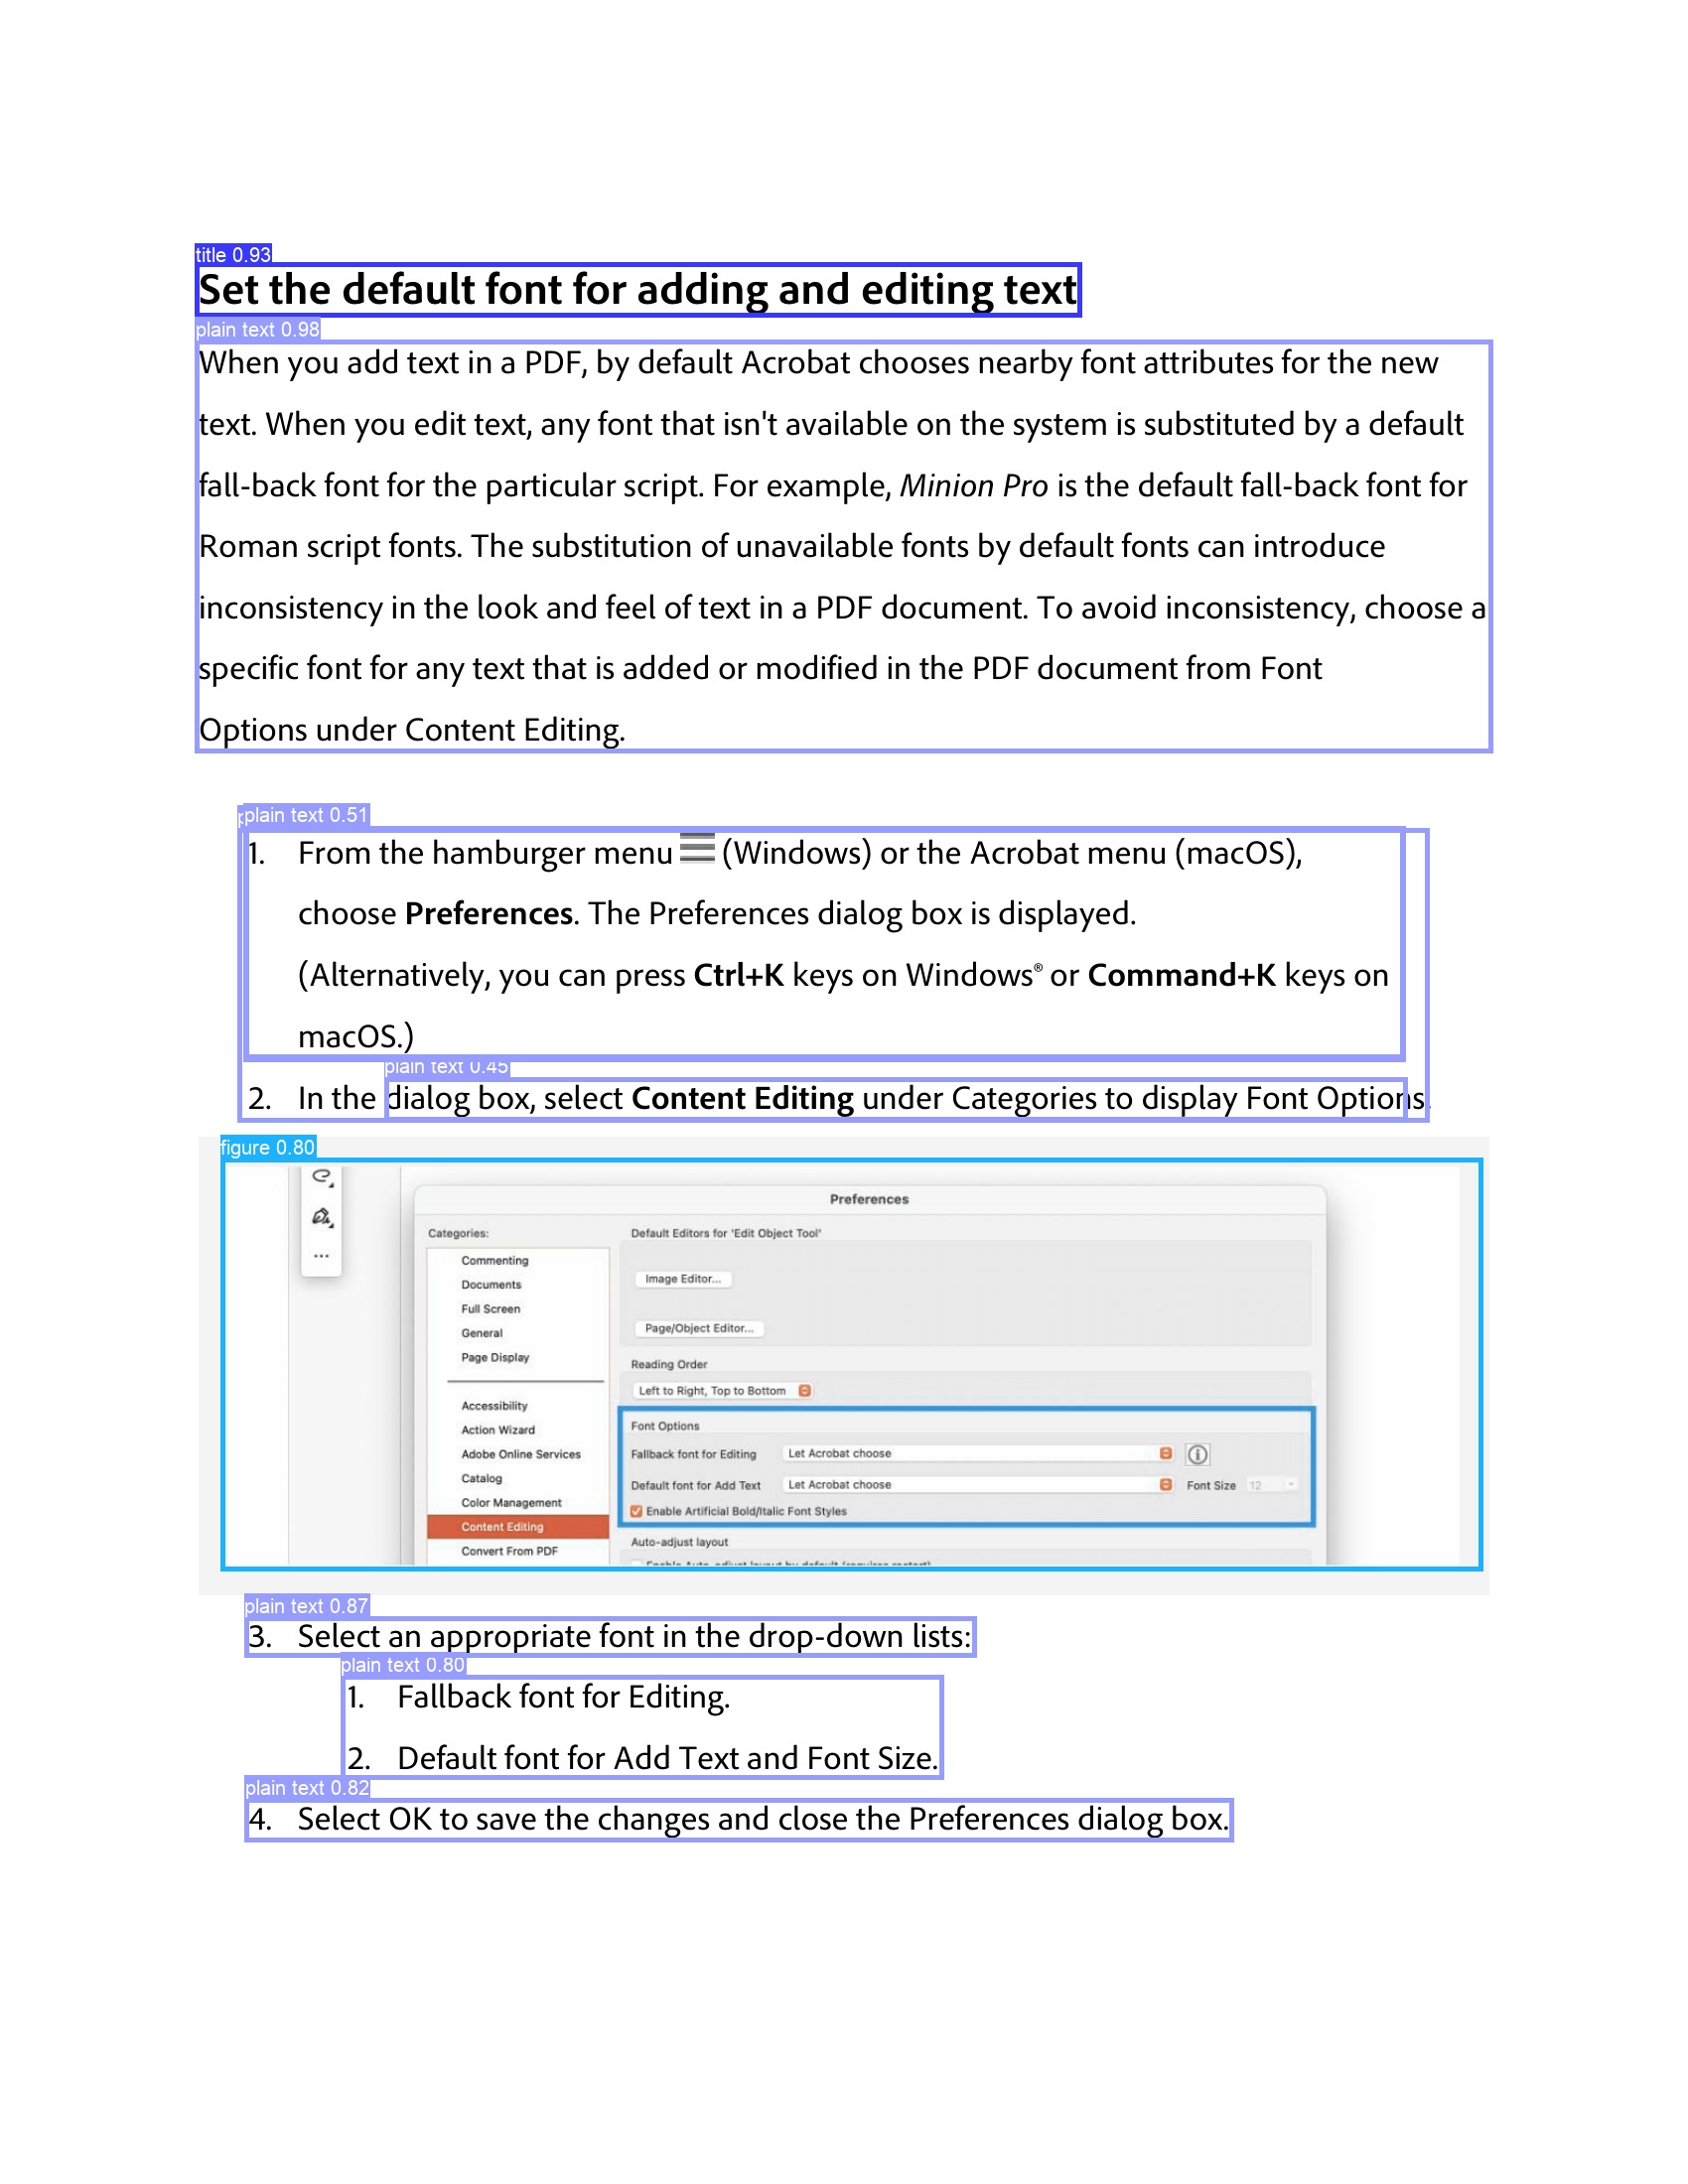 title 0.93
Set the default font for adding and editing text
plain text 0.98
When you add text in a PDF, by default Acrobat chooses nearby font attributes for the new
text. When you edit text, any font that isn't available on the system is substituted by a default
fall-back font for the particular script. For example, Minion Pro is the default fall-back font for
Roman script fonts. The substitution of unavailable fonts by default fonts can introduce
inconsistency in the look and feel of text in a PDF document. To avoid inconsistency, choose a
specific font for any text that is added or modified in the PDF document from Font
Options under Content Editing.
plain text 0.51
1. From the hamburger menu (Windows) or the Acrobat menu (macOS),
choose Preferences. The Preferences dialog box is displayed.
(Alternatively, you can press Ctrl+K keys on Windows® or Command+K keys on
macOS.)
plain text 0.45
2. In the dialog box, select Content Editing under Categories to display Font Options.
figure 0.80
Preferences
Categories:
Commenting
Documents
Full Screen
General
Page Display
Accessibility
Action Wizard
Adobe Online Services
Catalog
Color Management
Content Editing
Convert From PDF
Default Editors for 'Edit Object Tool'
Image Editor...
Page/Object Editor...
Reading Order
Left to Right, Top to Bottom
Font Options
Fallback font for Editing Let Acrobat choose
Default font for Add Text Let Acrobat choose Font Size 12
Enable Artificial Bold/Italic Font Styles
Auto-adjust layout
Enable Auto-adjust layout by default (requires restart)
plain text 0.87
3. Select an appropriate font in the drop-down lists:
plain text 0.80
1. Fallback font for Editing.
2. Default font for Add Text and Font Size.
plain text 0.82
4. Select OK to save the changes and close the Preferences dialog box.